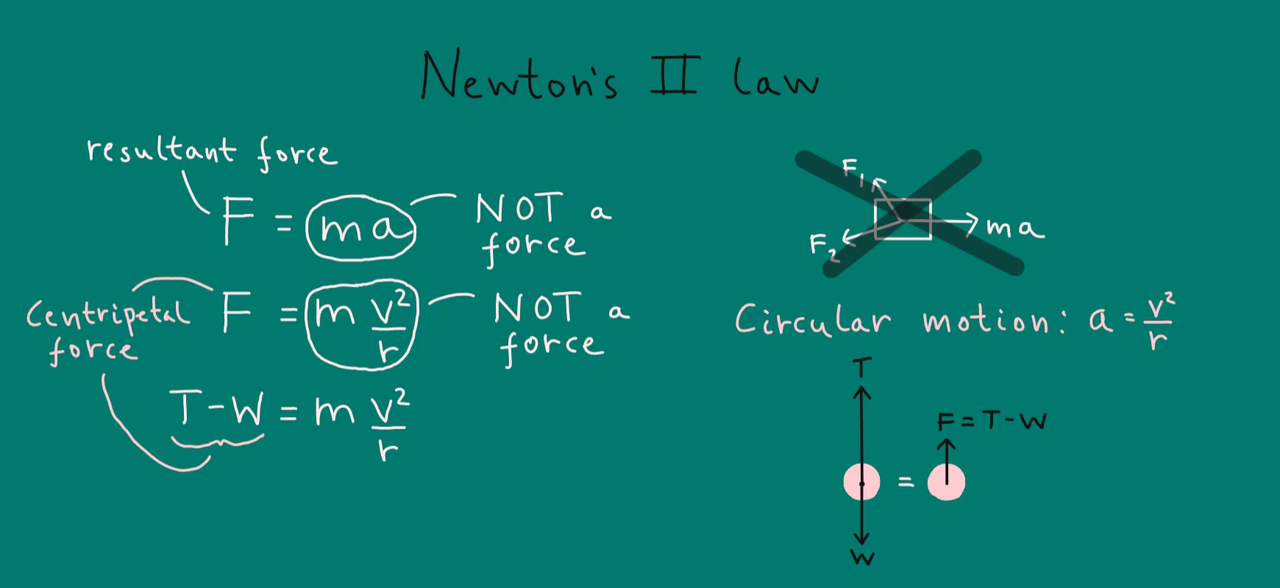 Newton's II law
resultant force
F = ma
NOT a
force
Centripetal
force
F = m v²/r
NOT a
force
T-W = m v²/r
F₁
F₂
ma
Circular motion: a = v²/r
T
W
=
F = T-W